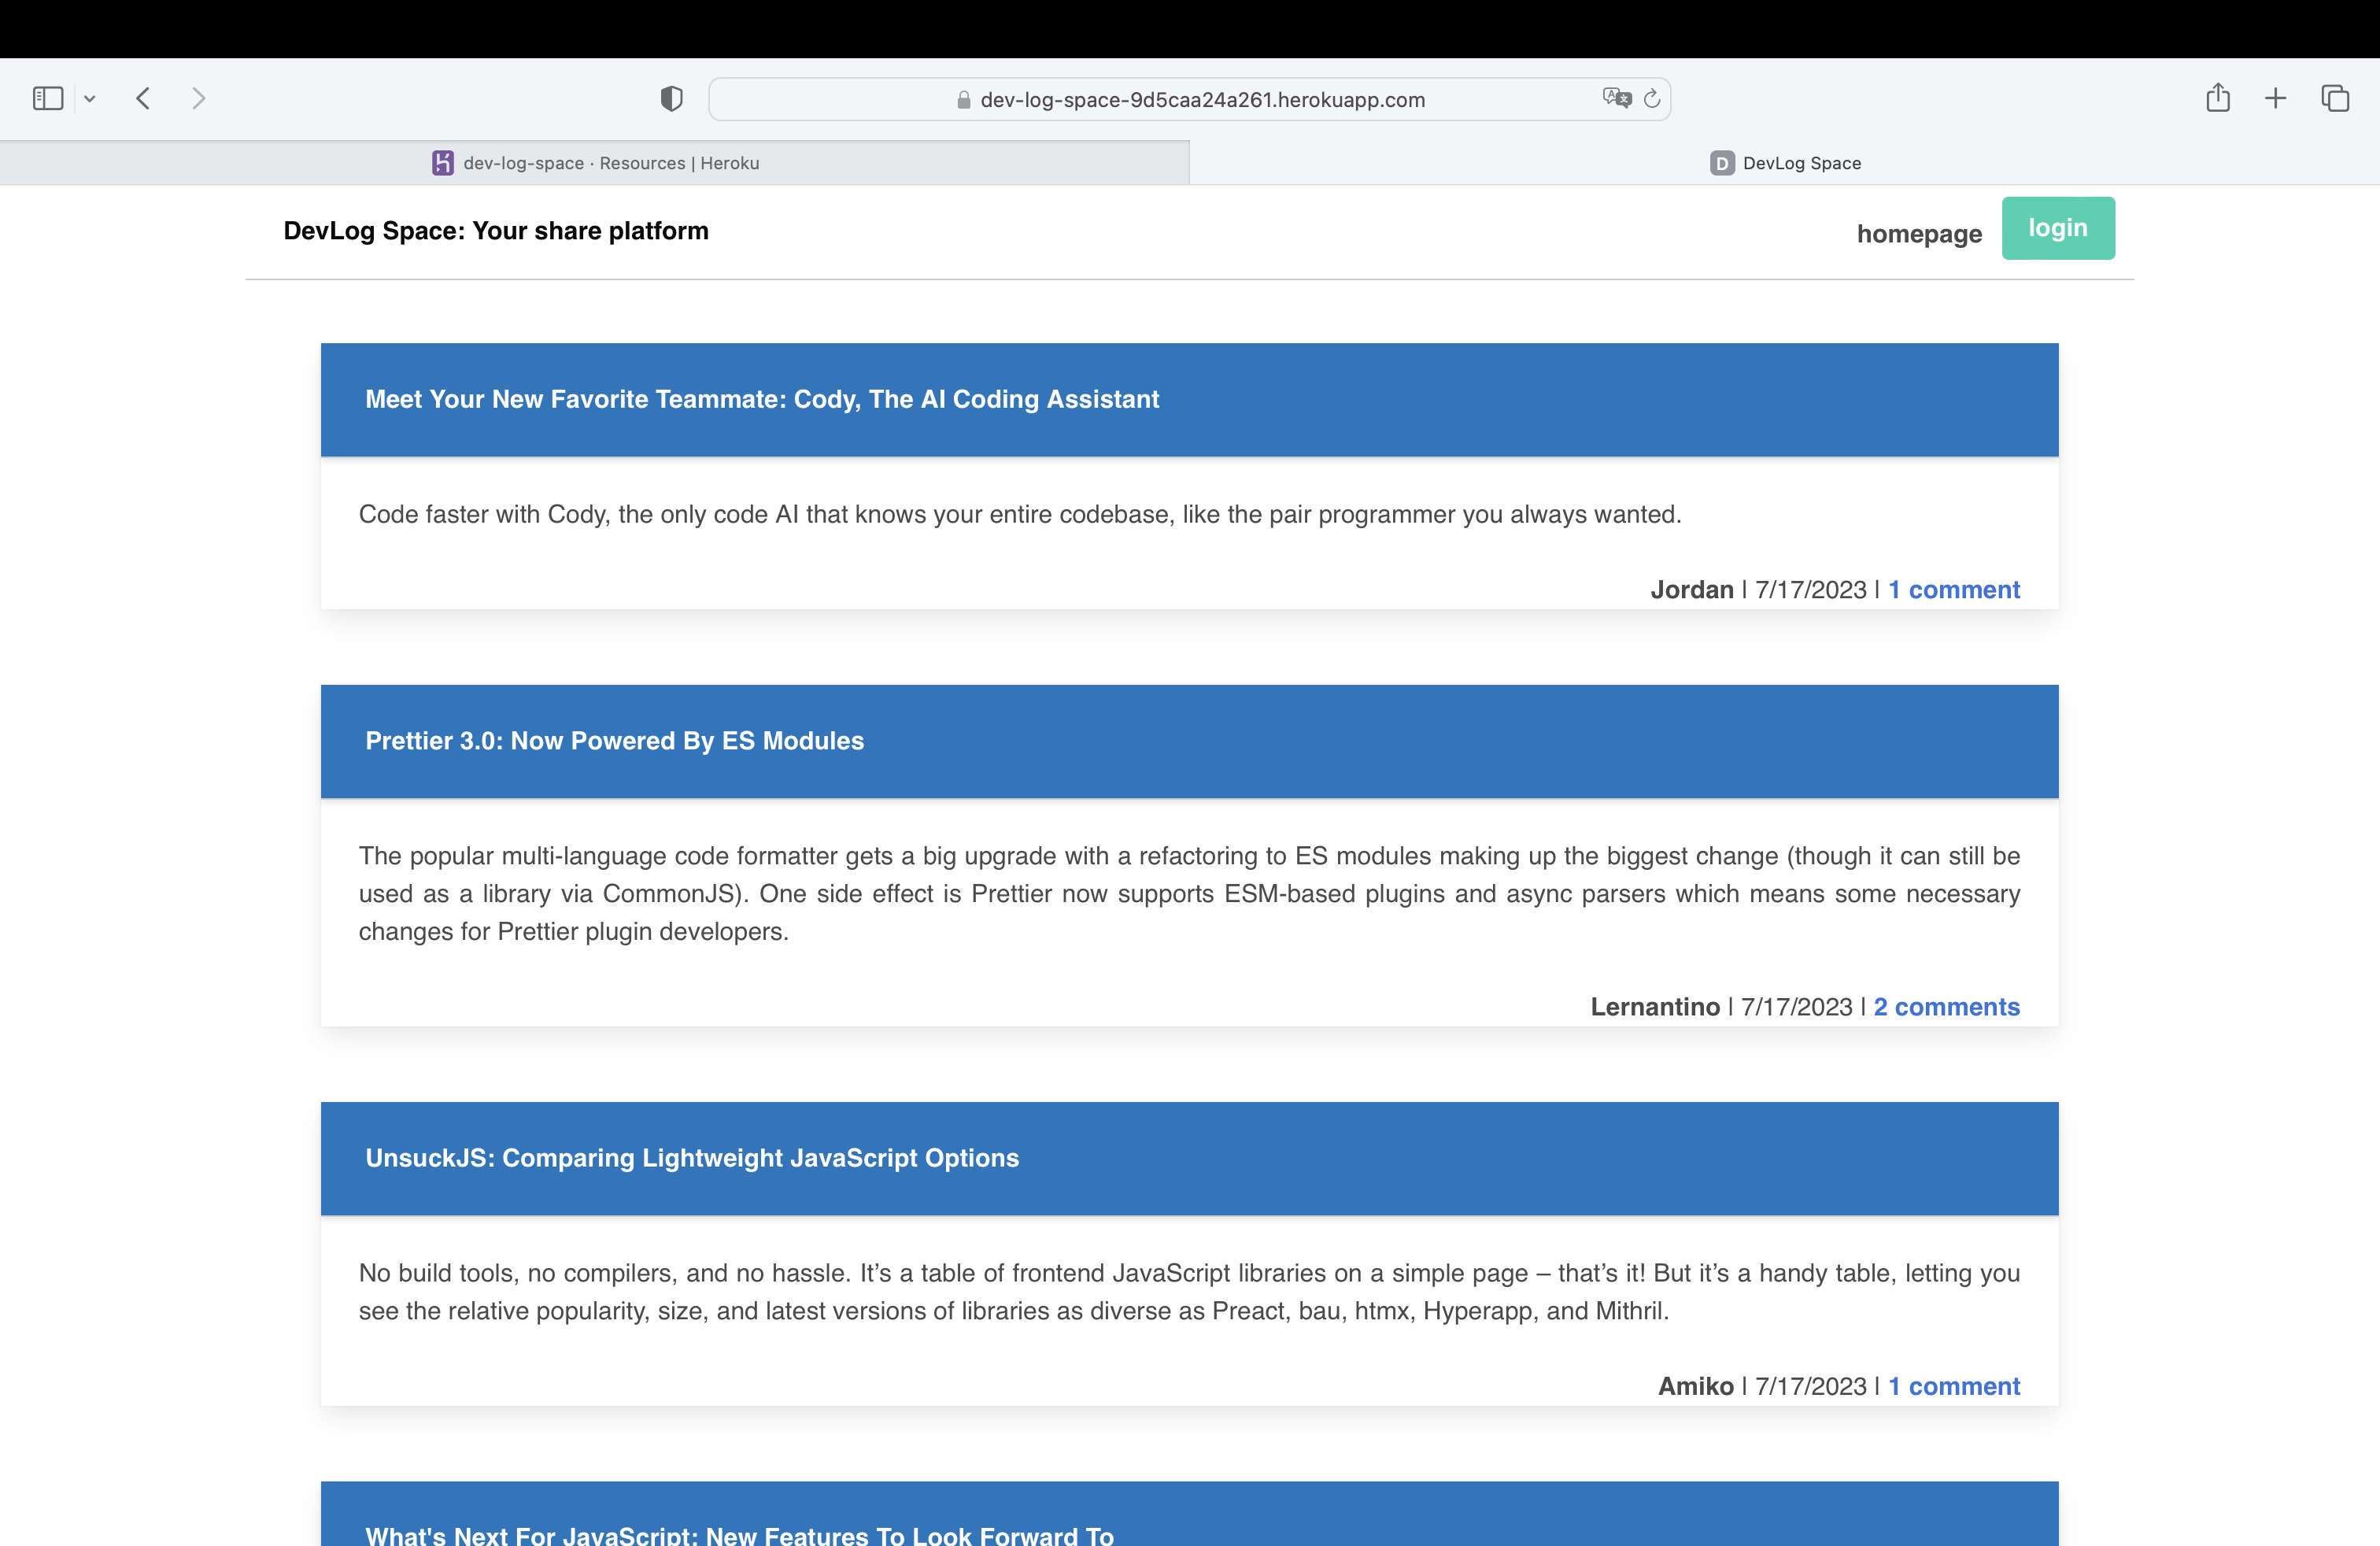 dev-log-space-9d5caa24a261.herokuapp.com
dev-log-space · Resources | Heroku
D DevLog Space
DevLog Space: Your share platform
homepage
login
Meet Your New Favorite Teammate: Cody, The AI Coding Assistant
Code faster with Cody, the only code AI that knows your entire codebase, like the pair programmer you always wanted.
Jordan | 7/17/2023 | 1 comment
Prettier 3.0: Now Powered By ES Modules
The popular multi-language code formatter gets a big upgrade with a refactoring to ES modules making up the biggest change (though it can still be
used as a library via CommonJS). One side effect is Prettier now supports ESM-based plugins and async parsers which means some necessary
changes for Prettier plugin developers.
Lernantino | 7/17/2023 | 2 comments
UnsuckJS: Comparing Lightweight JavaScript Options
No build tools, no compilers, and no hassle. It’s a table of frontend JavaScript libraries on a simple page – that’s it! But it’s a handy table, letting you
see the relative popularity, size, and latest versions of libraries as diverse as Preact, bau, htmx, Hyperapp, and Mithril.
Amiko | 7/17/2023 | 1 comment
What's Next For JavaScript: New Features To Look Forward To